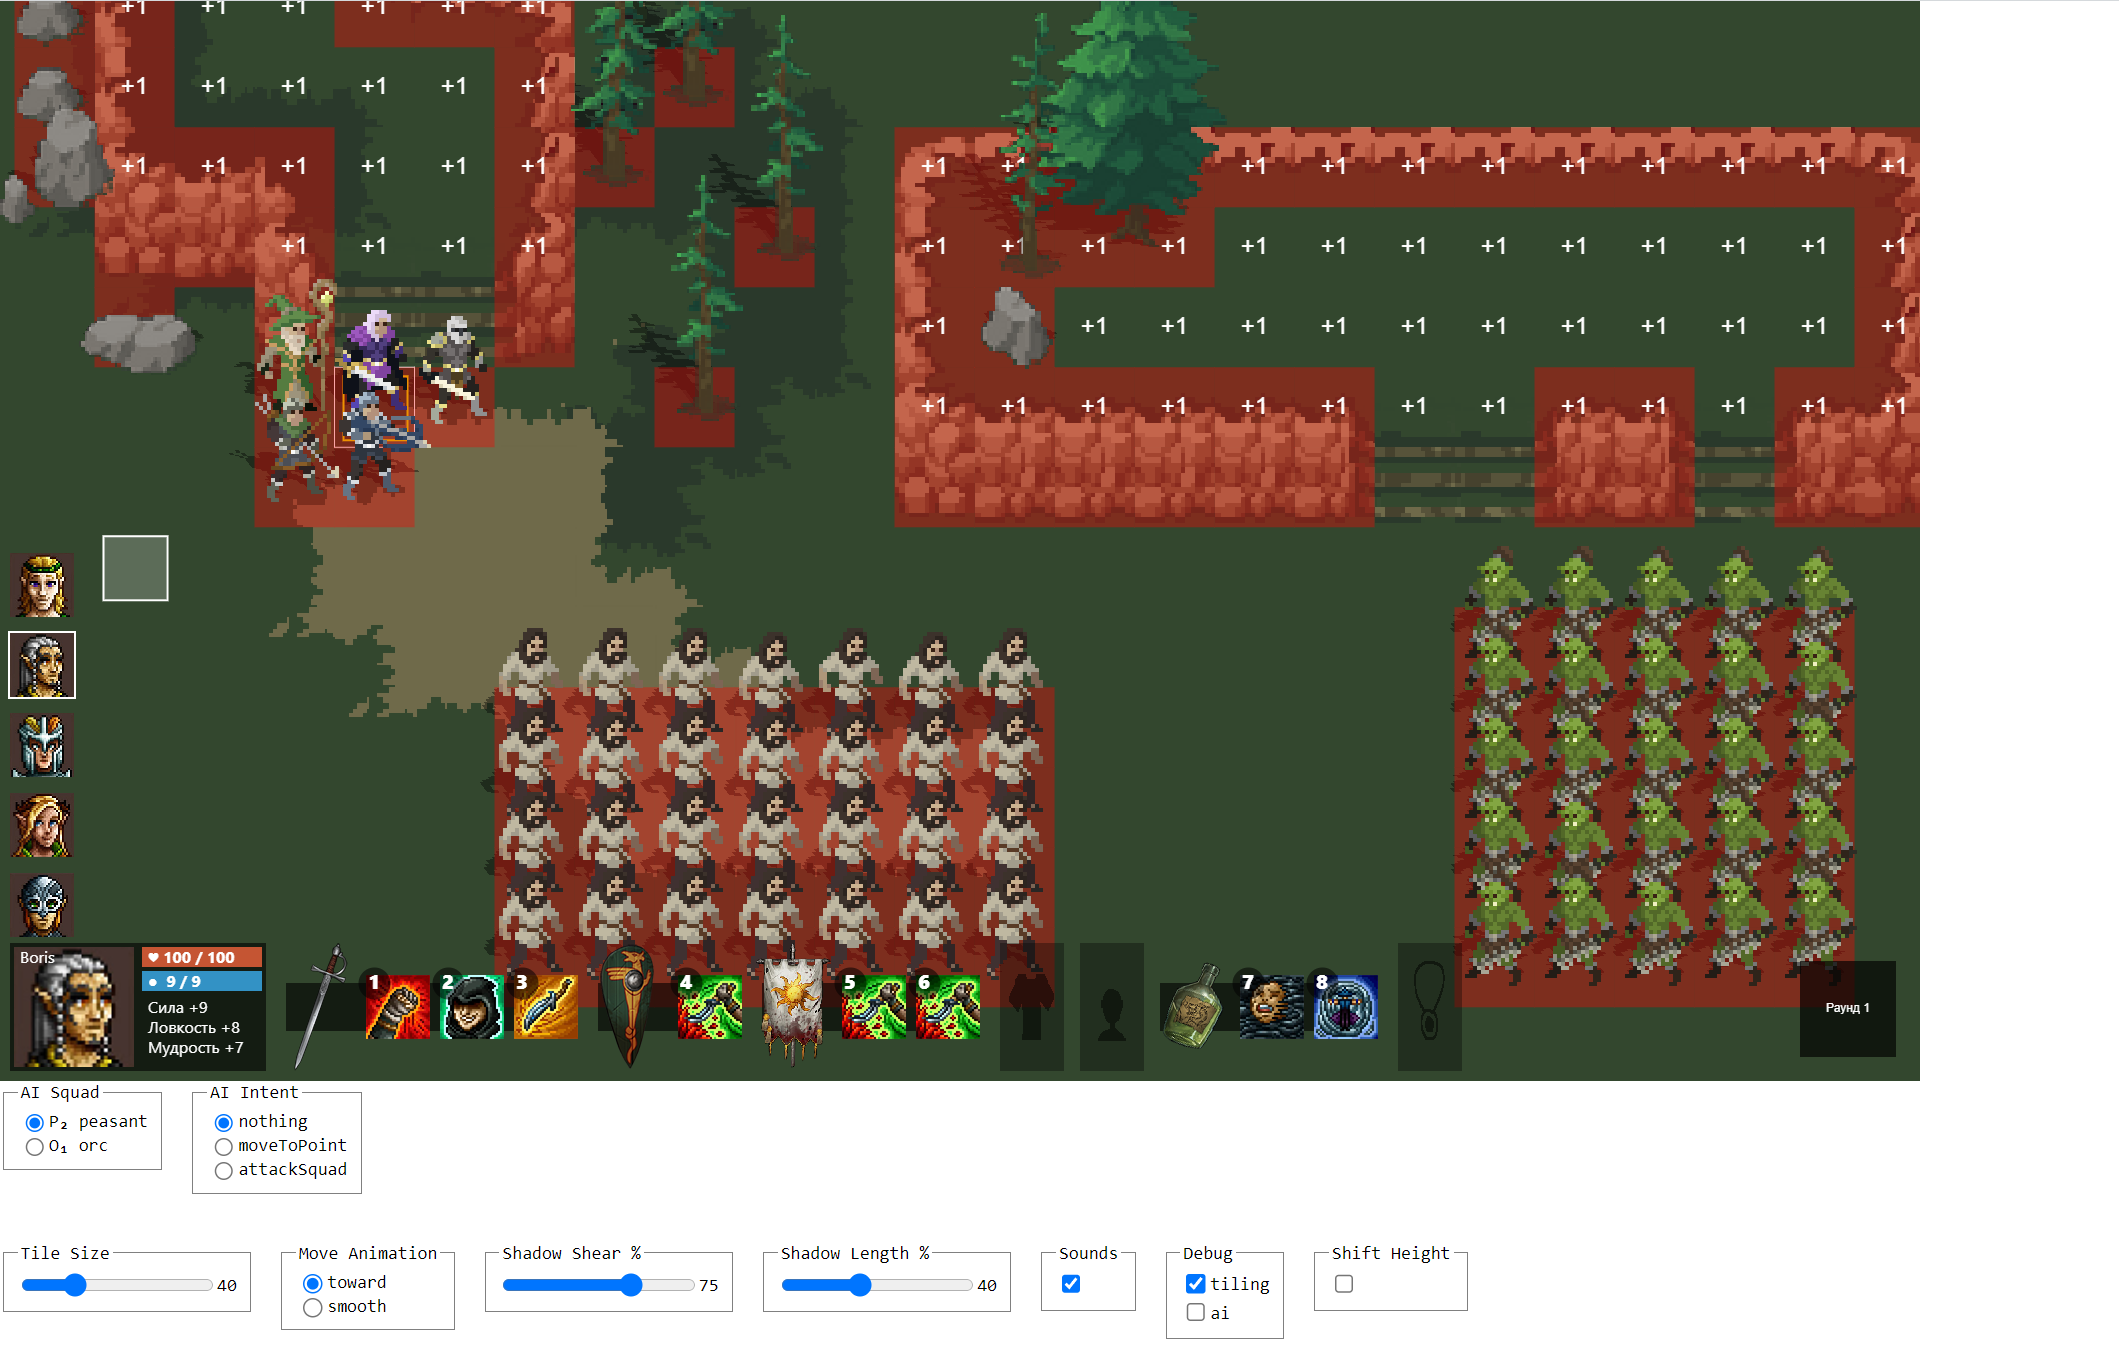 +1 +1 +1 +1 +1 +1
+1 +1 +1 +1 +1 +1
+1 +1 +1 +1 +1 +1 +1 +1 +1 +1 +1 +1 +1 +1 +1 +1 +1
+1 +1 +1 +1 +1 +1 +1 +1 +1 +1 +1 +1 +1 +1 +1 +1 +1
+1 +1 +1 +1 +1 +1 +1 +1 +1 +1 +1 +1
+1 +1 +1 +1 +1 +1 +1 +1 +1 +1 +1 +1 +1
Boris
100 / 100
9 / 9
Сила +9
Ловкость +8
Мудрость +7
1 2 3 4 5 6 7 8
Раунд 1
AI Squad
P₂ peasant
O₁ orc
AI Intent
nothing
moveToPoint
attackSquad
Tile Size
40
Move Animation
toward
smooth
Shadow Shear %
75
Shadow Length %
40
Sounds
Debug
tiling
ai
Shift Height